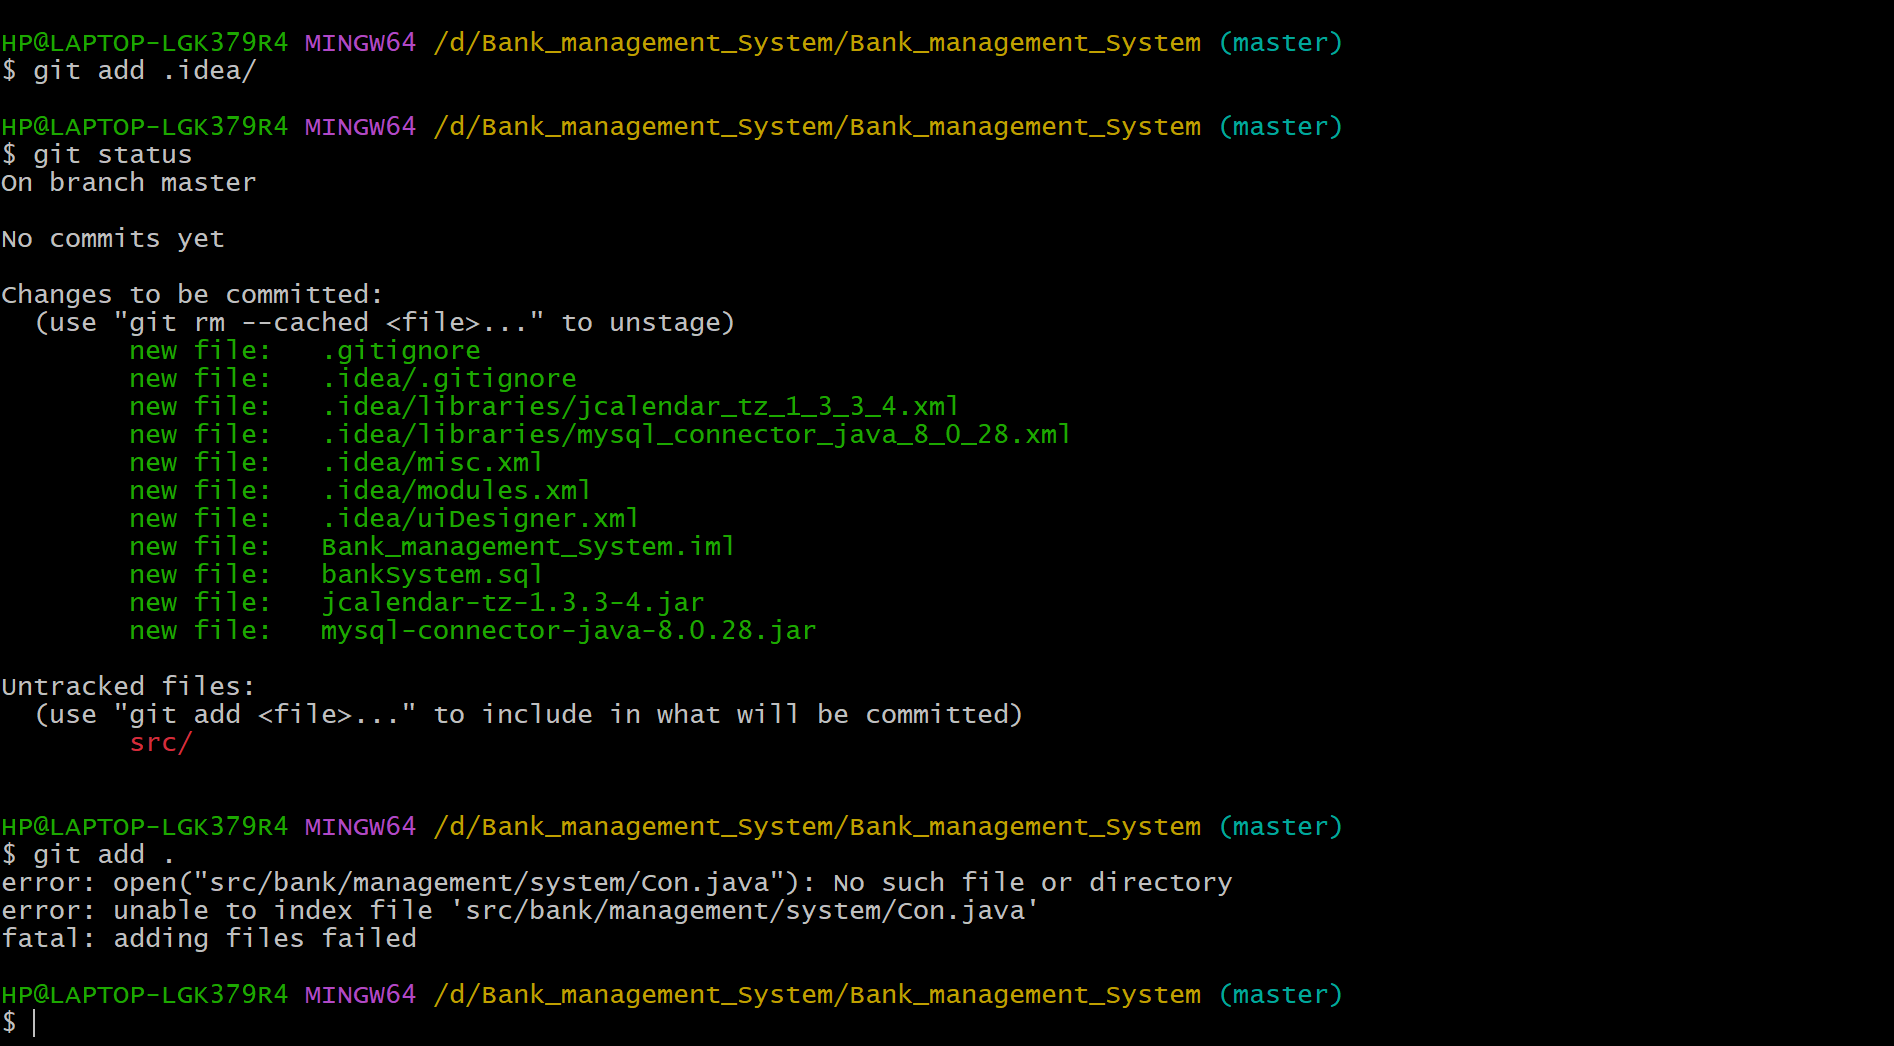 HP@LAPTOP-LGK379R4 MINGW64 /d/Bank_management_System/Bank_management_System (master)
$ git add .idea/
HP@LAPTOP-LGK379R4 MINGW64 /d/Bank_management_System/Bank_management_System (master)
$ git status
On branch master
No commits yet
Changes to be committed:
(use "git rm --cached <file>..." to unstage)
new file: .gitignore
new file: .idea/.gitignore
new file: .idea/libraries/jcalendar_tz_1_3_3_4.xml
new file: .idea/libraries/mysql_connector_java_8_0_28.xml
new file: .idea/misc.xml
new file: .idea/modules.xml
new file: .idea/uiDesigner.xml
new file: Bank_management_System.iml
new file: bankSystem.sql
new file: jcalendar-tz-1.3.3-4.jar
new file: mysql-connector-java-8.0.28.jar
Untracked files:
(use "git add <file>..." to include in what will be committed)
src/
HP@LAPTOP-LGK379R4 MINGW64 /d/Bank_management_System/Bank_management_System (master)
$ git add .
error: open("src/bank/management/system/Con.java"): No such file or directory
error: unable to index file 'src/bank/management/system/Con.java'
fatal: adding files failed
HP@LAPTOP-LGK379R4 MINGW64 /d/Bank_management_System/Bank_management_System (master)
$